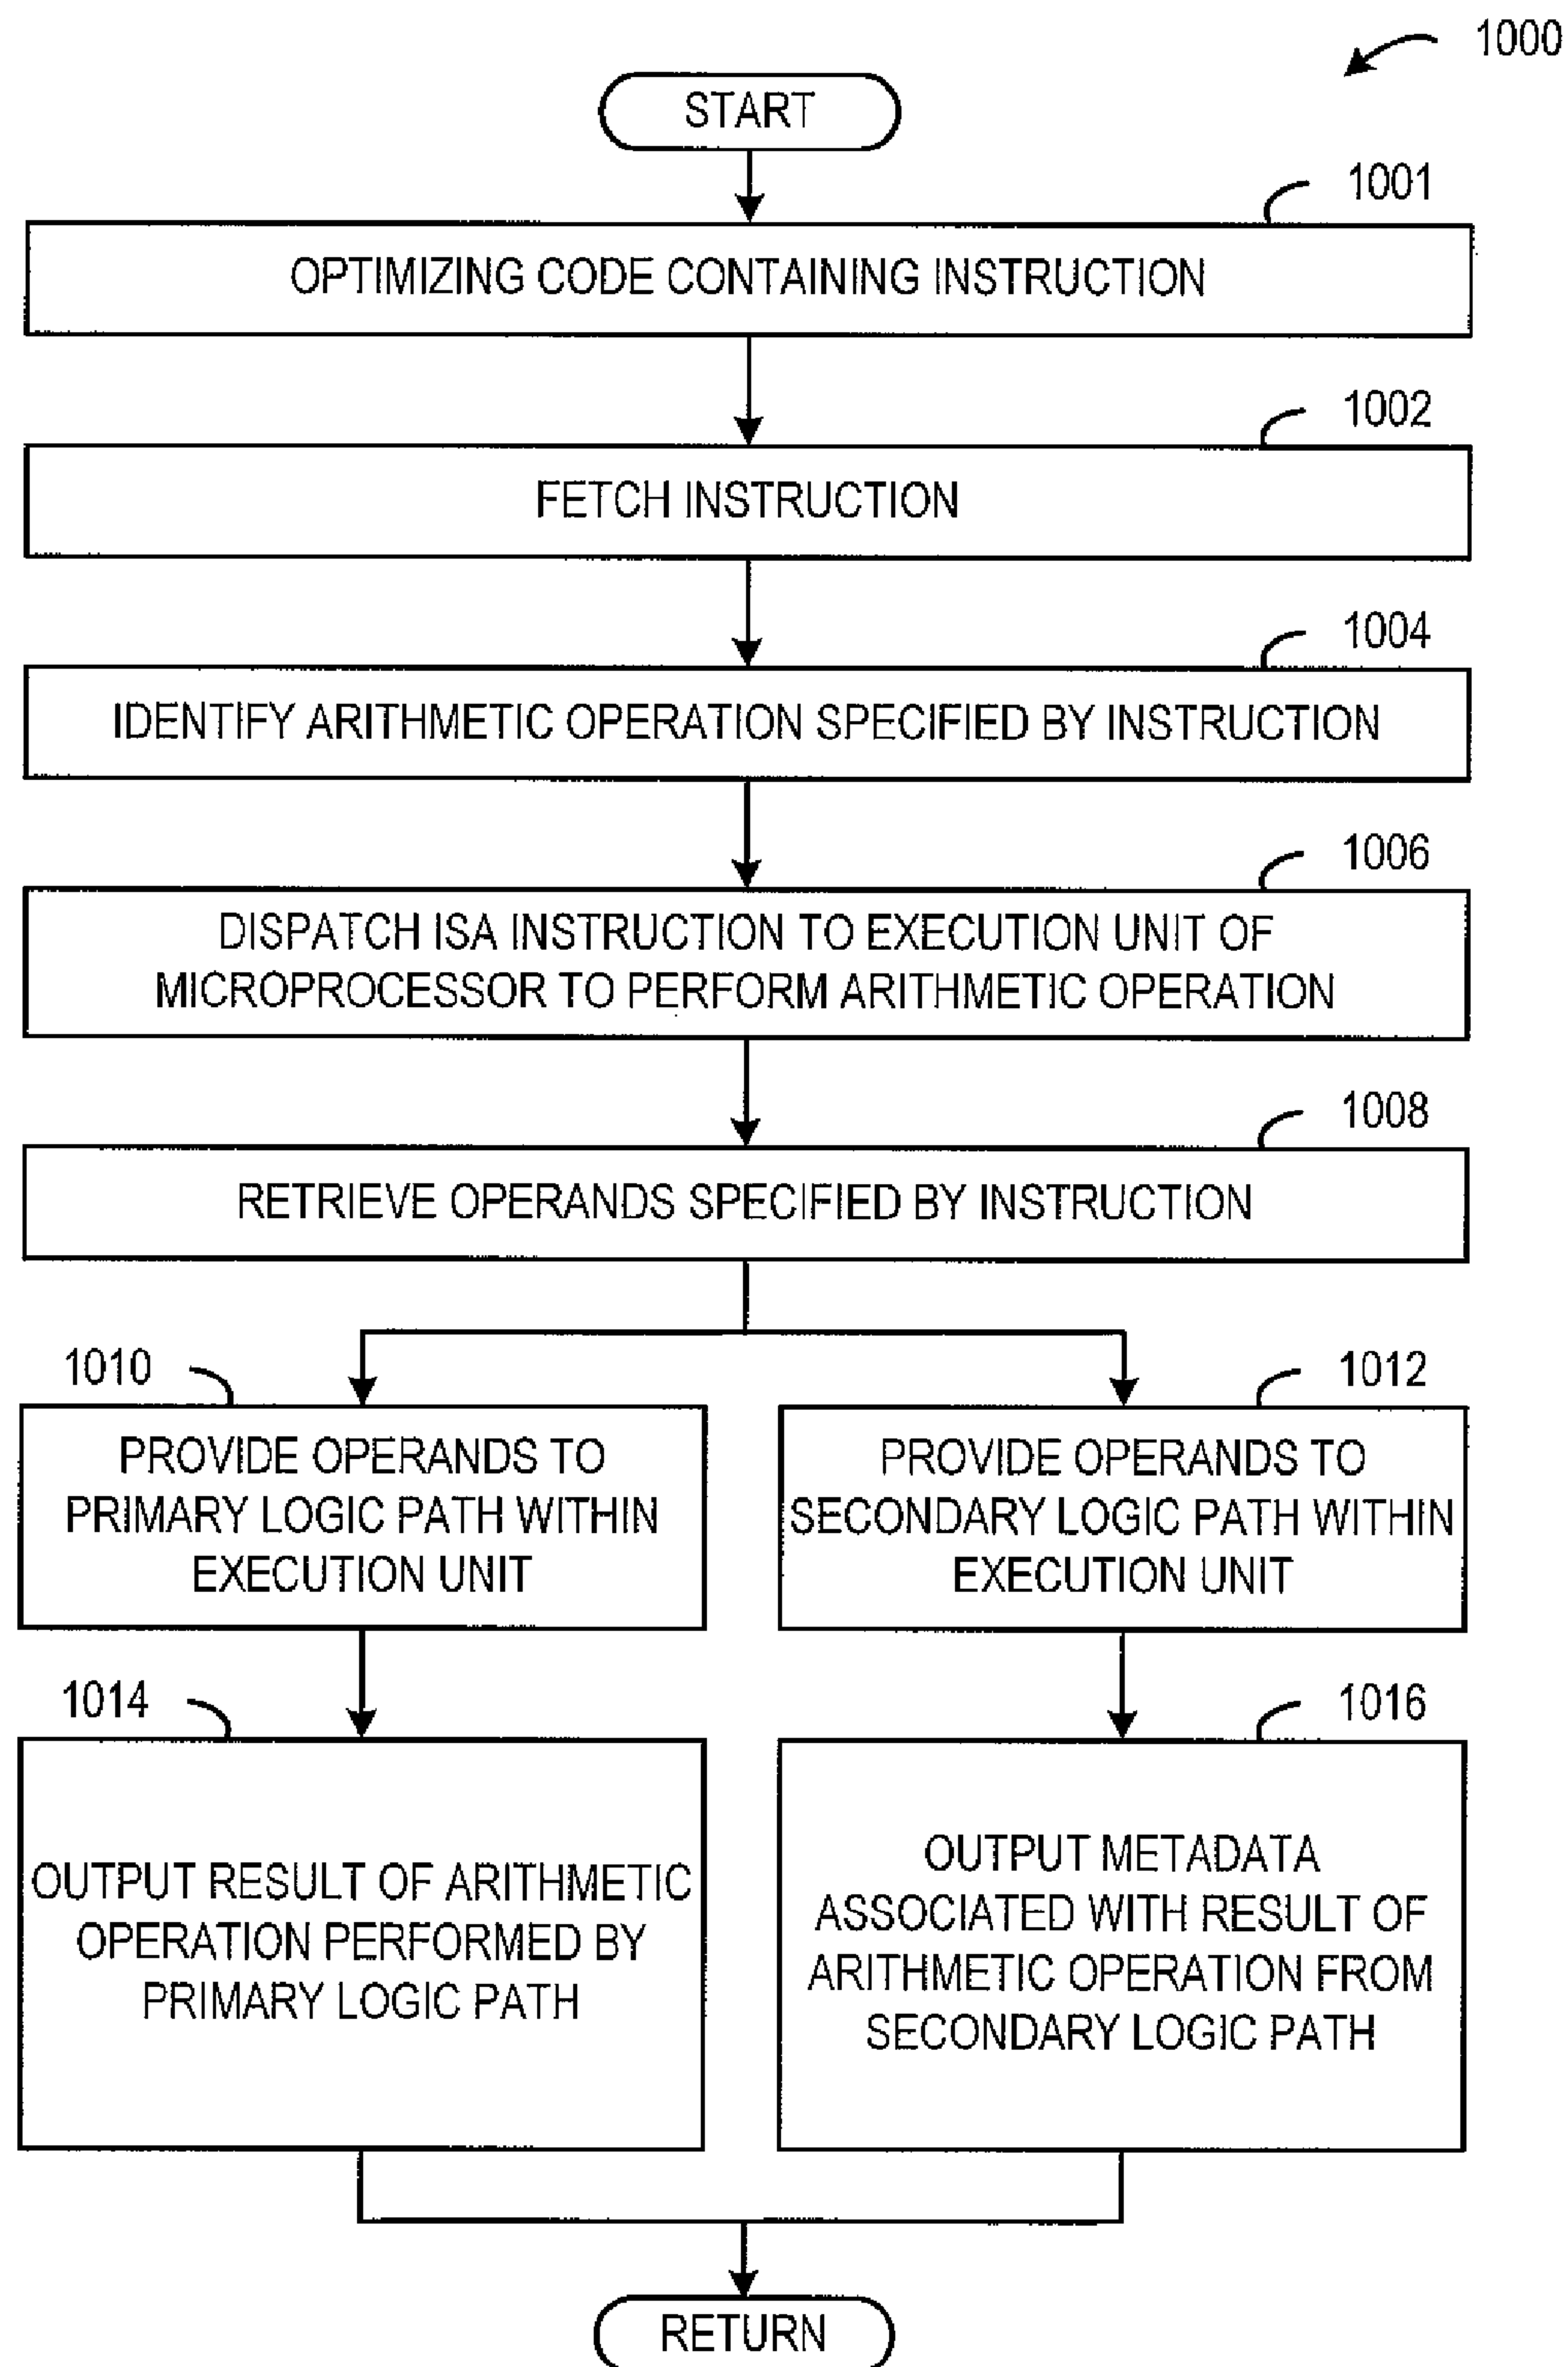 1000
START
1001
OPTIMIZING CODE CONTAINING INSTRUCTION
1002
FETCH INSTRUCTION
1004
IDENTIFY ARITHMETIC OPERATION SPECIFIED BY INSTRUCTION
1006
DISPATCH ISA INSTRUCTION TO EXECUTION UNIT OF
MICROPROCESSOR TO PERFORM ARITHMETIC OPERATION
1008
RETRIEVE OPERANDS SPECIFIED BY INSTRUCTION
1010
PROVIDE OPERANDS TO
PRIMARY LOGIC PATH WITHIN
EXECUTION UNIT
1012
PROVIDE OPERANDS TO
SECONDARY LOGIC PATH WITHIN
EXECUTION UNIT
1014
OUTPUT RESULT OF ARITHMETIC
OPERATION PERFORMED BY
PRIMARY LOGIC PATH
1016
OUTPUT METADATA
ASSOCIATED WITH RESULT OF
ARITHMETIC OPERATION FROM
SECONDARY LOGIC PATH
RETURN